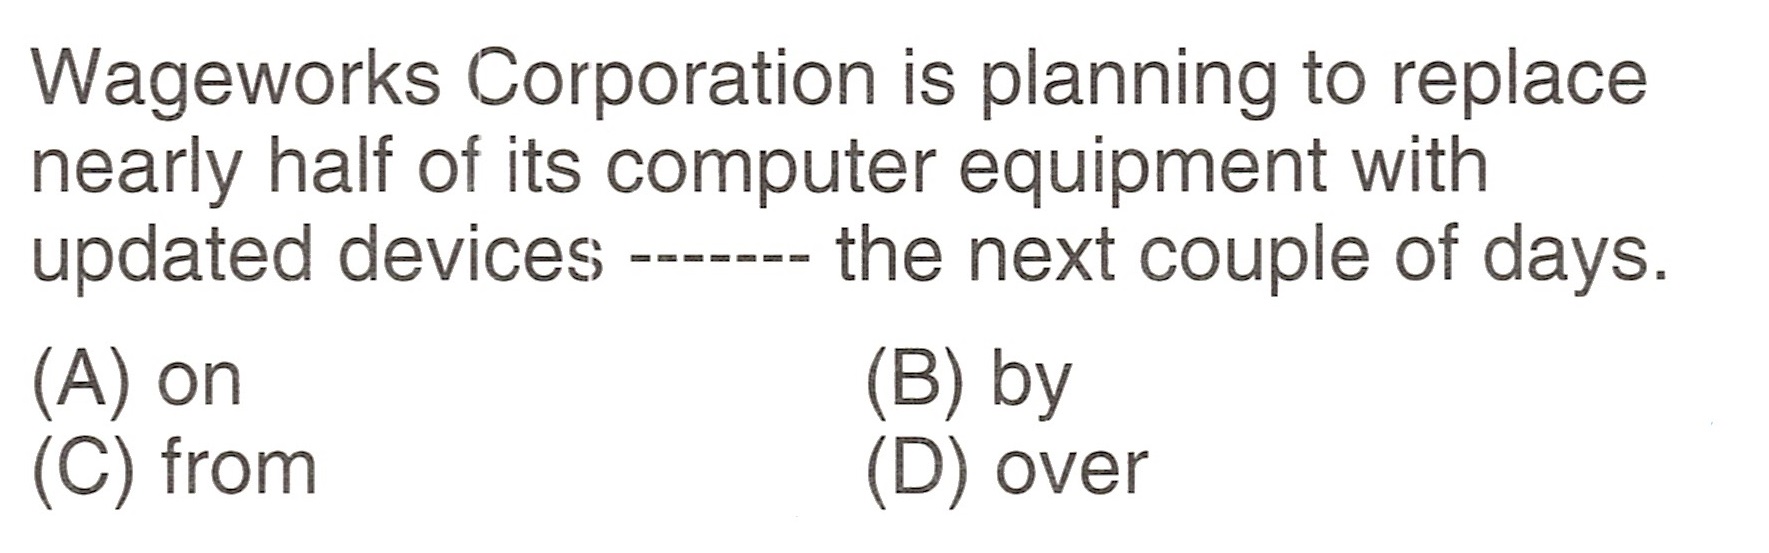 Wageworks Corporation is planning to replace
nearly half of its computer equipment with
updated devices ------- the next couple of days.
(A) on
(B) by
(C) from
(D) over